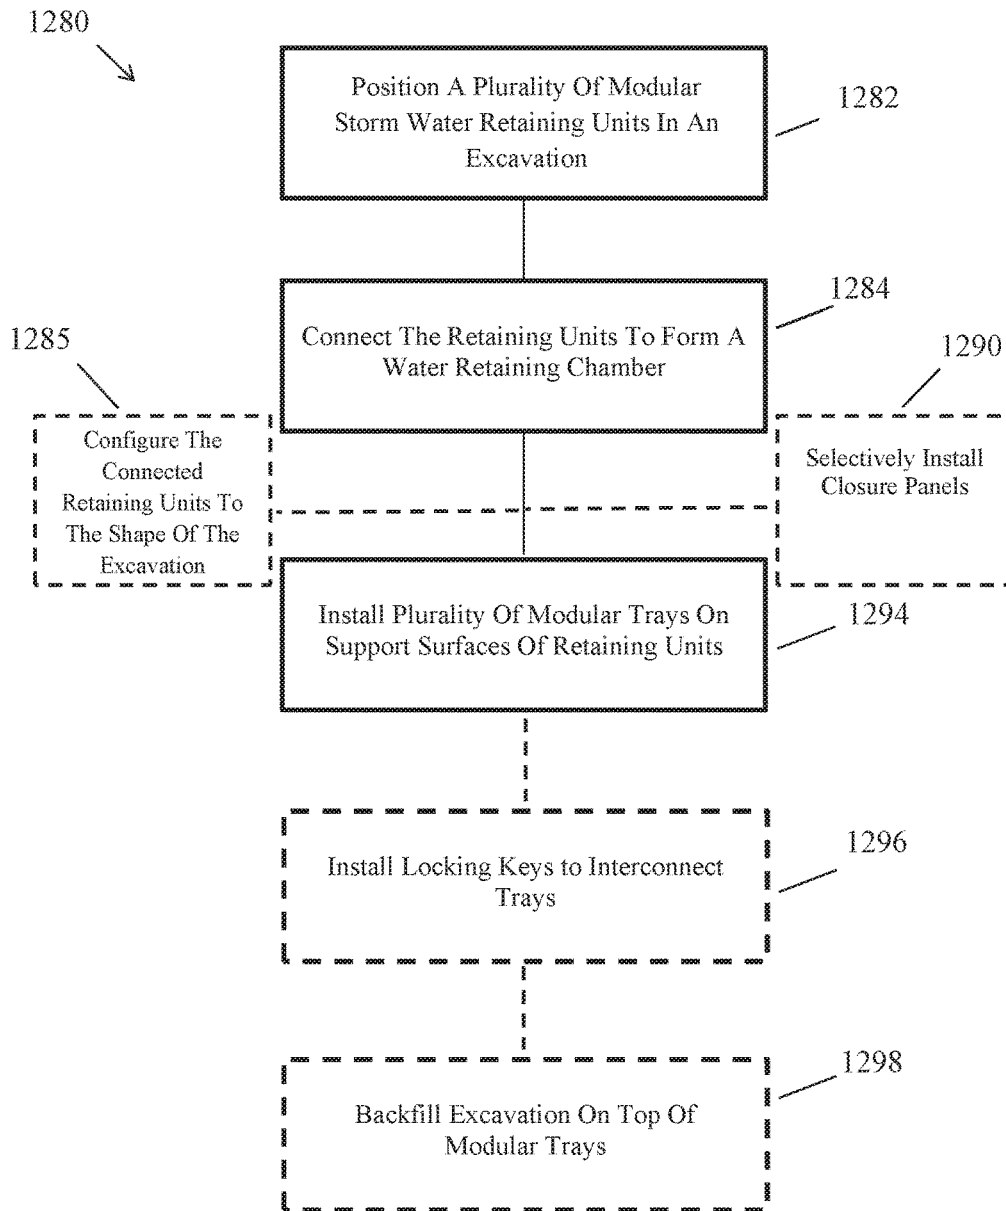 1280
Position A Plurality Of Modular
Storm Water Retaining Units In An
Excavation
1282
1284
Connect The Retaining Units To Form A
Water Retaining Chamber
1285
1290
Configure The
Connected
Retaining Units To
The Shape Of The
Excavation
Selectively Install
Closure Panels
Install Plurality Of Modular Trays On
Support Surfaces Of Retaining Units
1294
Install Locking Keys to Interconnect
Trays
1296
Backfill Excavation On Top Of
Modular Trays
1298